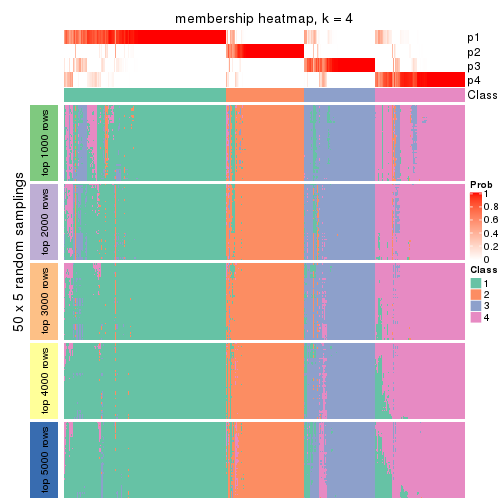 membership heatmap, k = 4
p1
p2
p3
p4
Class
50 x 5 random samplings
top 1000 rows
top 2000 rows
top 3000 rows
top 4000 rows
top 5000 rows
Prob
1
0.8
0.6
0.4
0.2
0
Class
1
2
3
4